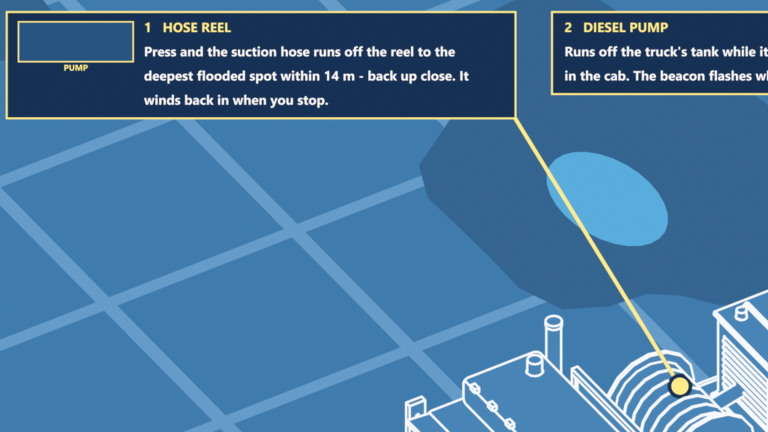 1 HOSE REEL
Press and the suction hose runs off the reel to the
deepest flooded spot within 14 m - back up close. It
winds back in when you stop.
PUMP
2 DIESEL PUMP
Runs off the truck's tank while it
in the cab. The beacon flashes